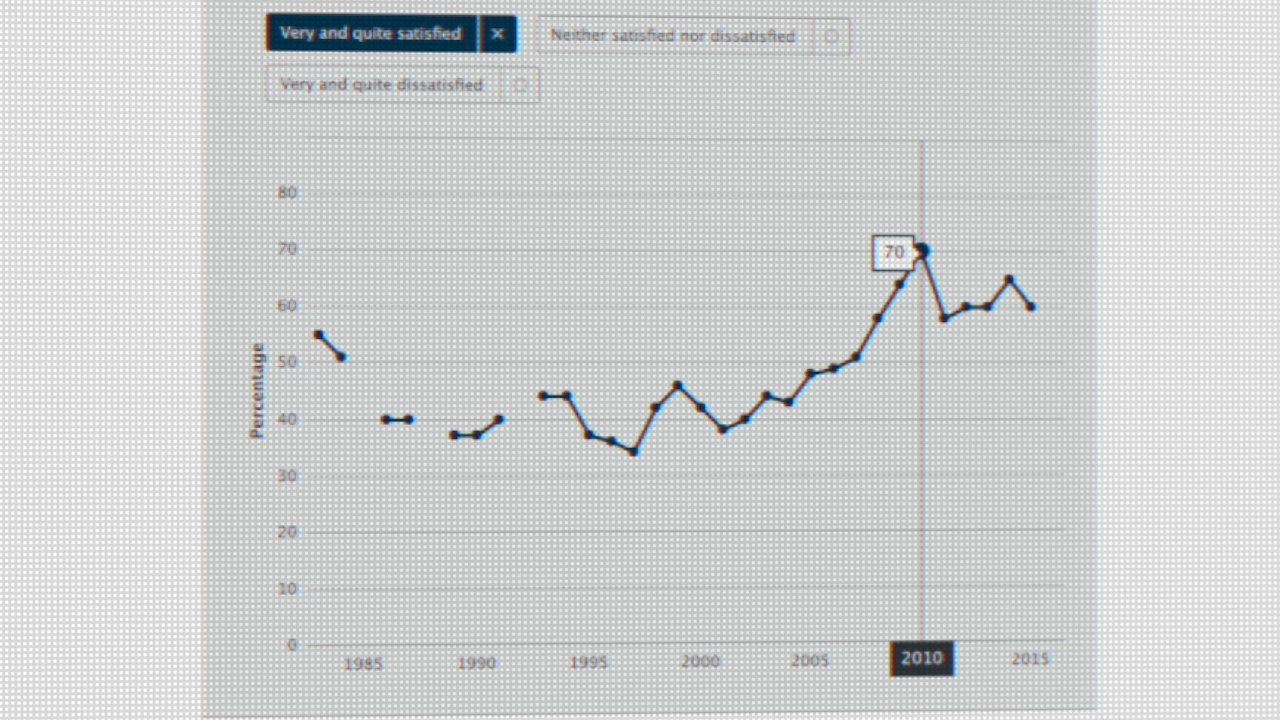 Very and quite satisfied ×
Neither satisfied nor dissatisfied
Very and quite dissatisfied
Percentage
80
70
60
50
40
30
20
10
0
70
1985 1990 1995 2000 2005 2010 2015